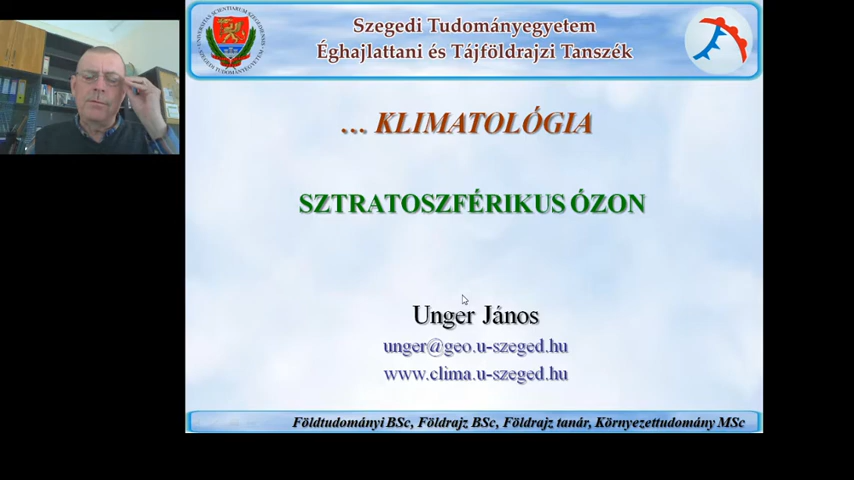 Szegedi Tudományegyetem
Éghajlattani és Tájföldrajzi Tanszék
... KLIMATOLÓGIA
SZTRATOSZFÉRIKUS ÓZON
Unger János
unger@geo.u-szeged.hu
www.clima.u-szeged.hu
Földtudományi BSc, Földrajz BSc, Földrajz tanár, Környezettudomány MSc